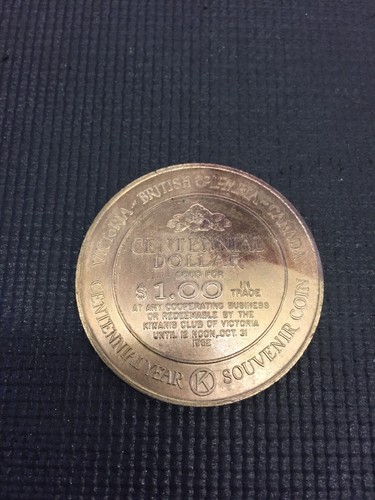 VICTORIA - BRITISH COLUMBIA - CANADA
CENTENNIAL
DOLLAR
GOOD FOR
$1.00 IN TRADE
AT ANY COOPERATING BUSINESS
OR REDEEMABLE BY THE
KIWANIS CLUB OF VICTORIA
UNTIL 12 NOON, OCT. 31
1962
CENTENNIAL YEAR K SOUVENIR COIN